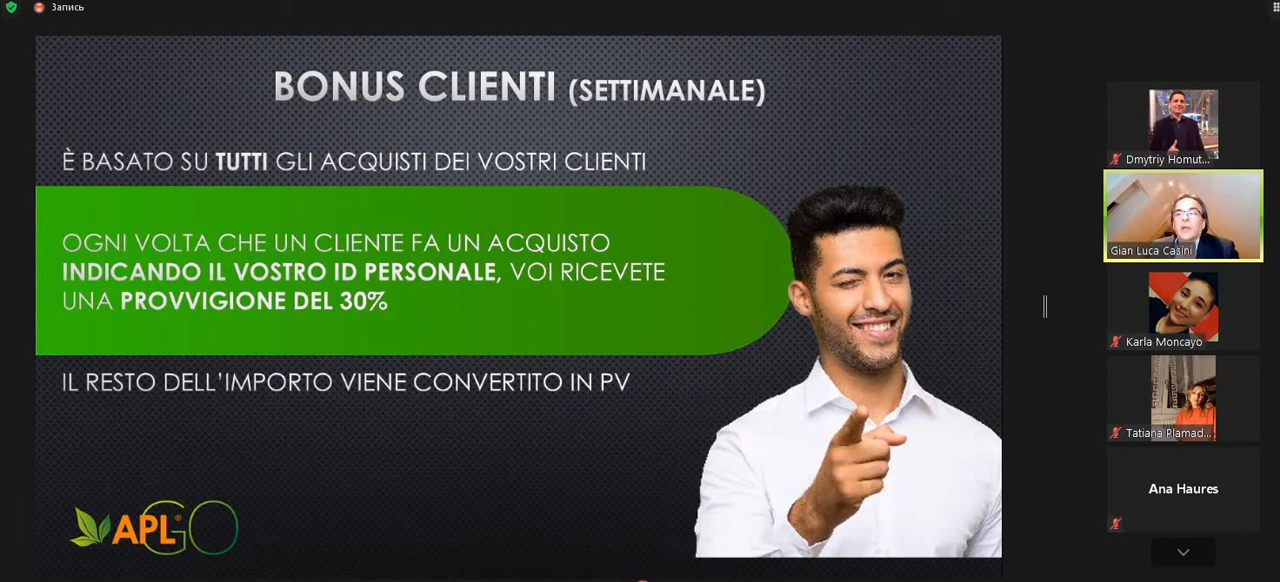 Запись
BONUS CLIENTI (SETTIMANALE)
È BASATO SU TUTTI GLI ACQUISTI DEI VOSTRI CLIENTI
OGNI VOLTA CHE UN CLIENTE FA UN ACQUISTO
INDICANDO IL VOSTRO ID PERSONALE, VOI RICEVETE
UNA PROVVIGIONE DEL 30%
IL RESTO DELL’IMPORTO VIENE CONVERTITO IN PV
APL® GO
Dmytriy Homut...
Gian Luca Casini
Karla Moncayo
Tatiana Plamad...
Ana Haures